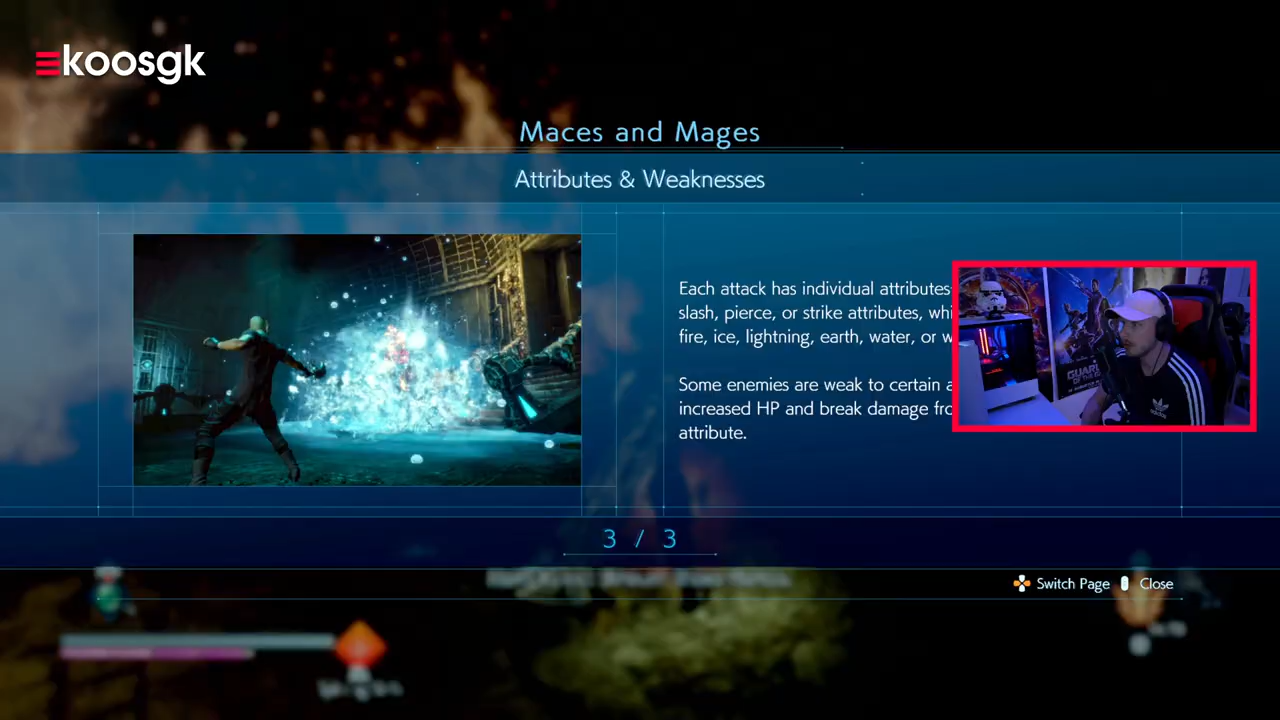 koosgk
Maces and Mages
Attributes & Weaknesses
Each attack has individual attributes
slash, pierce, or strike attributes, whi
fire, ice, lightning, earth, water, or w
Some enemies are weak to certain a
increased HP and break damage fro
attribute.
GUARD
3 / 3
Switch Page Close